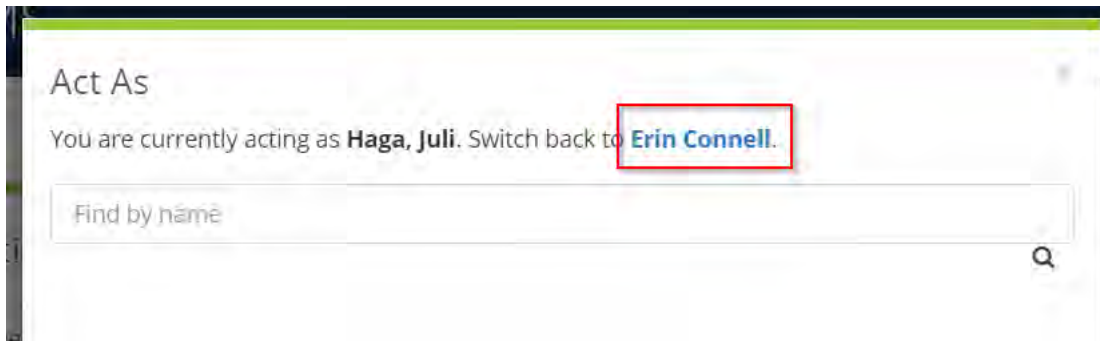 Act As
You are currently acting as Haga, Juli. Switch back to Erin Connell.
Find by name